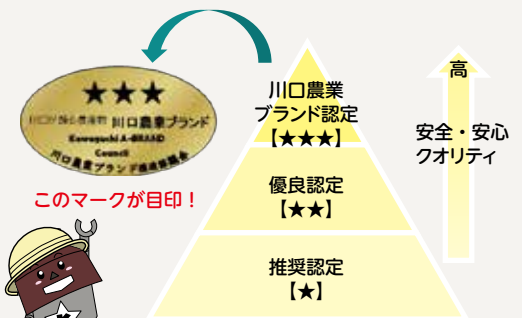 ★★★
川口農業ブランド
Kawaguchi A-BRAND
Council
川口農業ブランド推進協議会
このマークが目印！
川口農業
ブランド認定
【★★★】
優良認定
【★★】
推奨認定
【★】
高
安全・安心
クオリティ